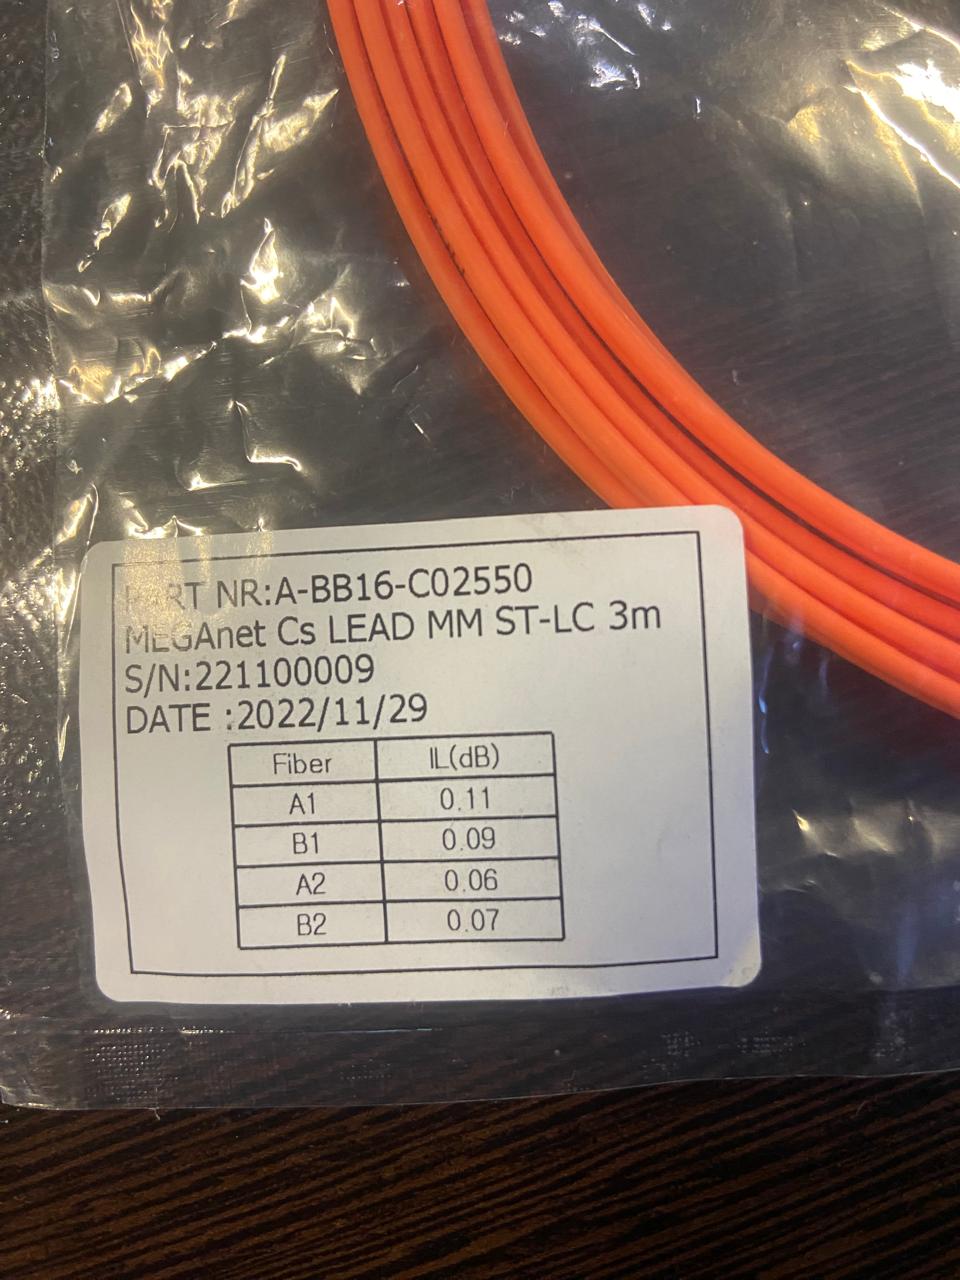 PART NR:A-BB16-C02550
MEGAnet Cs LEAD MM ST-LC 3m
S/N:221100009
DATE :2022/11/29
Fiber IL(dB)
A1 0.11
B1 0.09
A2 0.06
B2 0.07